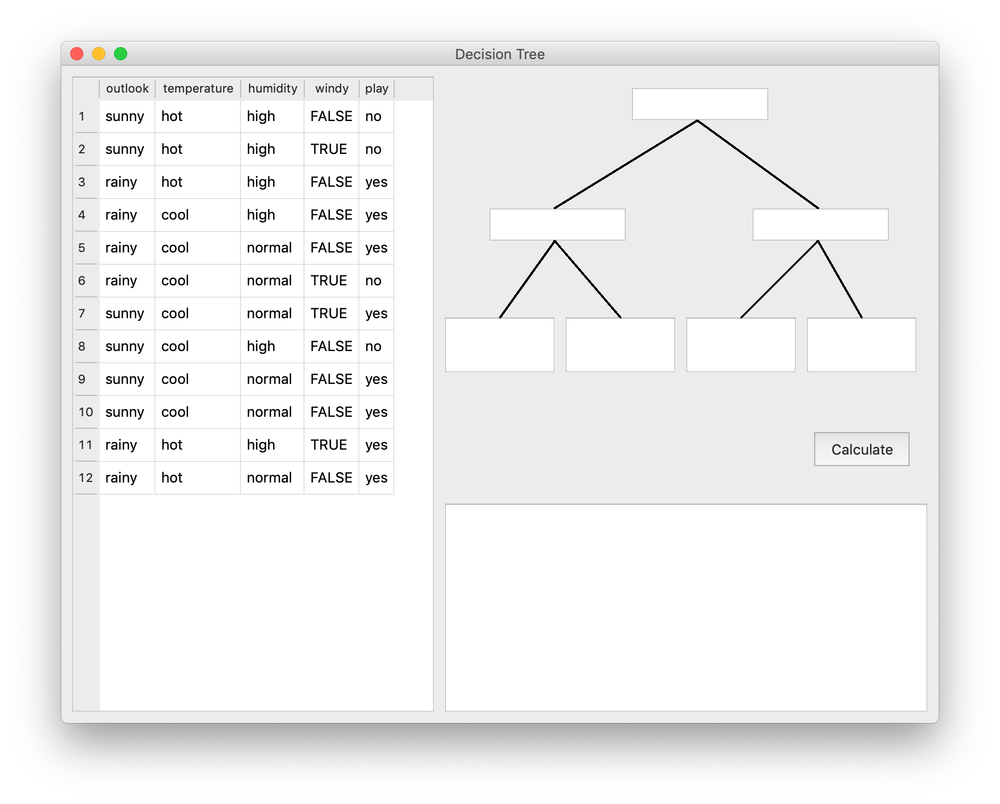 Decision Tree
outlook temperature humidity windy play
1 sunny hot high FALSE no
2 sunny hot high TRUE no
3 rainy hot high FALSE yes
4 rainy cool high FALSE yes
5 rainy cool normal FALSE yes
6 rainy cool normal TRUE no
7 sunny cool normal TRUE yes
8 sunny cool high FALSE no
9 sunny cool normal FALSE yes
10 sunny cool normal FALSE yes
11 rainy hot high TRUE yes
12 rainy hot normal FALSE yes
Calculate